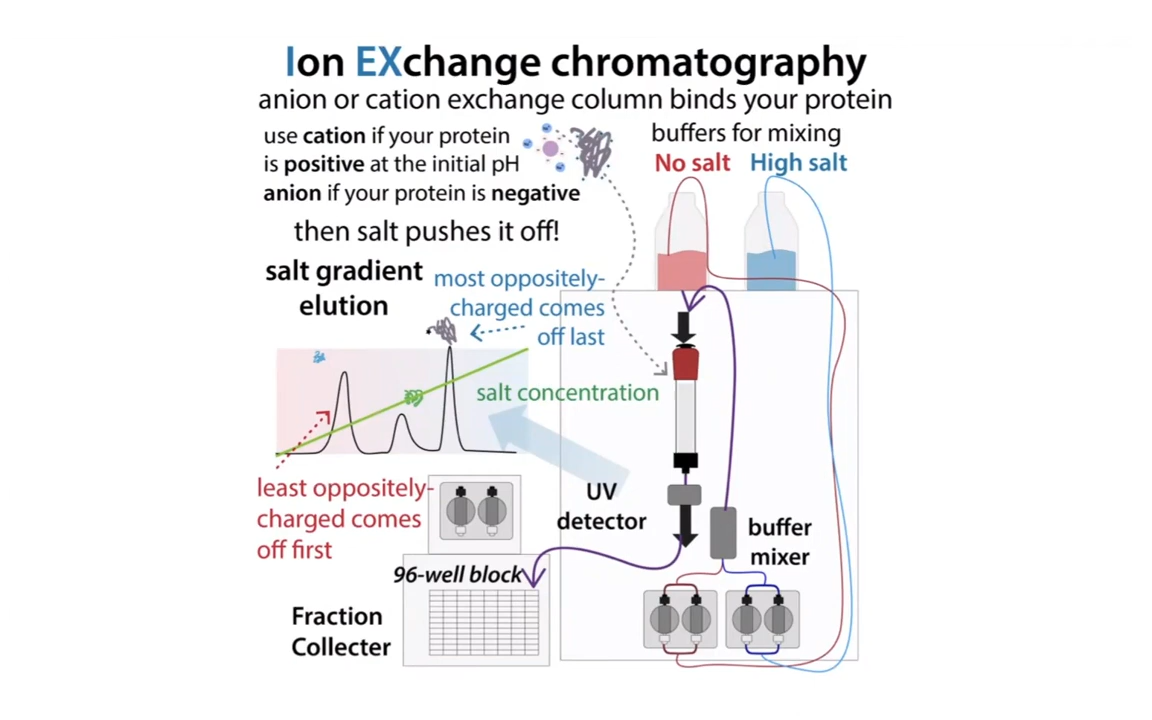 Ion EXchange chromatography
anion or cation exchange column binds your protein
use cation if your protein
is positive at the initial pH
anion if your protein is negative
then salt pushes it off!
buffers for mixing
No salt High salt
salt gradient
elution
most oppositely-
charged comes
off last
salt concentration
least oppositely-
charged comes
off first
UV
detector
buffer
mixer
96-well block
Fraction
Collecter